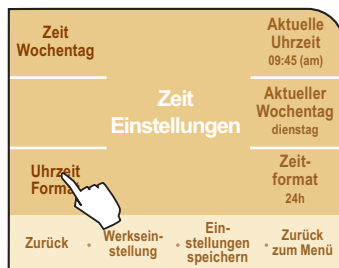 Zeit
Wochentag
Aktuelle
Uhrzeit
09:45 (am)
Zeit
Einstellungen
Aktueller
Wochentag
dienstag
Uhrzeit
Format
Zeit-
format
24h
Zurück
• Werksein-
stellung
• Ein-
stellungen
speichern
• Zurück
zum Menü